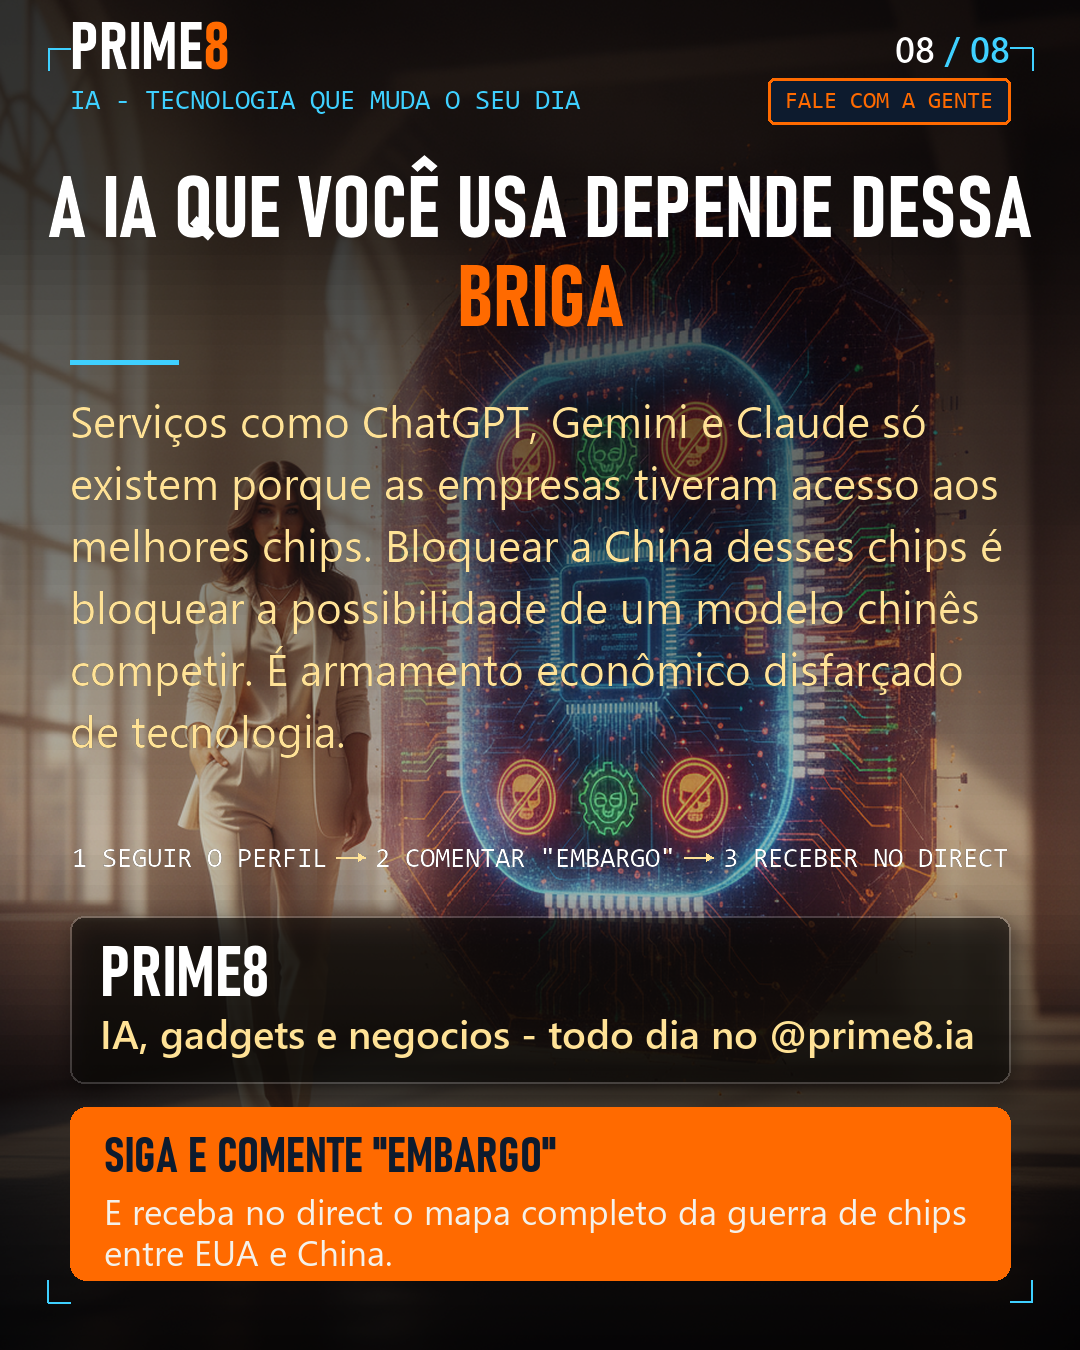 PRIME8
08 / 08
IA - TECNOLOGIA QUE MUDA O SEU DIA
FALE COM A GENTE
A IA QUE VOCÊ USA DEPENDE DESSA
BRIGA
Serviços como ChatGPT, Gemini e Claude só
existem porque as empresas tiveram acesso aos
melhores chips. Bloquear a China desses chips é
bloquear a possibilidade de um modelo chinês
competir. É armamento econômico disfarçado
de tecnologia.
1 SEGUIR O PERFIL → 2 COMENTAR "EMBARGO" → 3 RECEBER NO DIRECT
PRIME8
IA, gadgets e negocios - todo dia no @prime8.ia
SIGA E COMENTE "EMBARGO"
E receba no direct o mapa completo da guerra de chips
entre EUA e China.